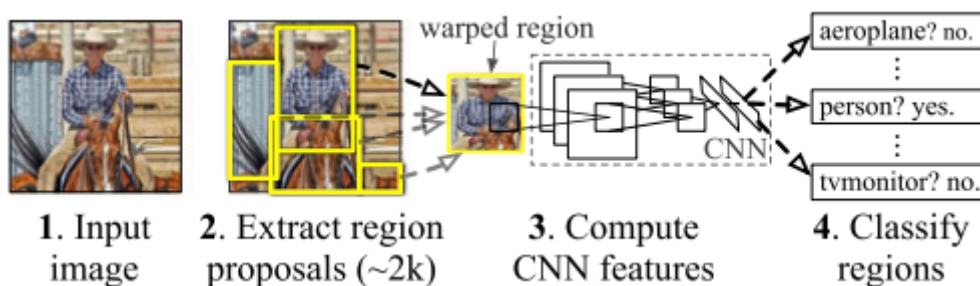 warped region
aeroplane? no.
⋮
person? yes.
⋮
tvmonitor? no.
CNN
1. Input
image
2. Extract region
proposals (~2k)
3. Compute
CNN features
4. Classify
regions